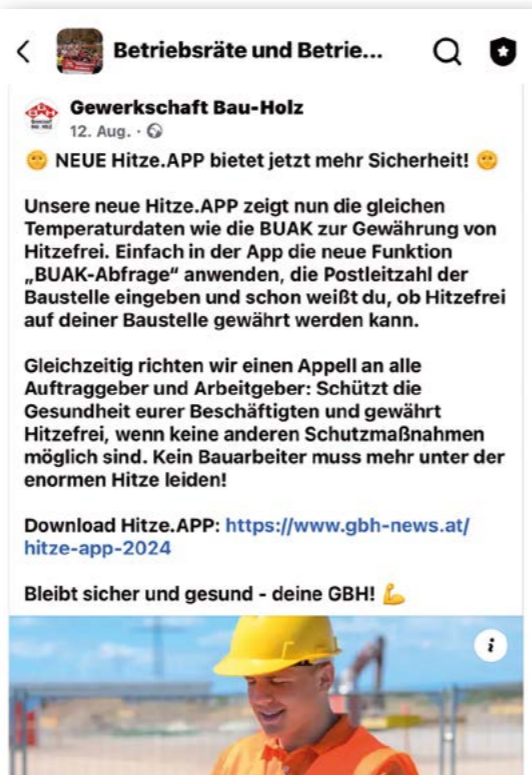 Betriebsräte und Betrie...
Gewerkschaft Bau-Holz
12. Aug. ·
🌞 NEUE Hitze.APP bietet jetzt mehr Sicherheit! 🌞
Unsere neue Hitze.APP zeigt nun die gleichen
Temperaturdaten wie die BUAK zur Gewährung von
Hitzefrei. Einfach in der App die neue Funktion
„BUAK-Abfrage“ anwenden, die Postleitzahl der
Baustelle eingeben und schon weißt du, ob Hitzefrei
auf deiner Baustelle gewährt werden kann.
Gleichzeitig richten wir einen Appell an alle
Auftraggeber und Arbeitgeber: Schützt die
Gesundheit eurer Beschäftigten und gewährt
Hitzefrei, wenn keine anderen Schutzmaßnahmen
möglich sind. Kein Bauarbeiter muss mehr unter der
enormen Hitze leiden!
Download Hitze.APP: https://www.gbh-news.at/
hitze-app-2024
Bleibt sicher und gesund - deine GBH! 💪
i